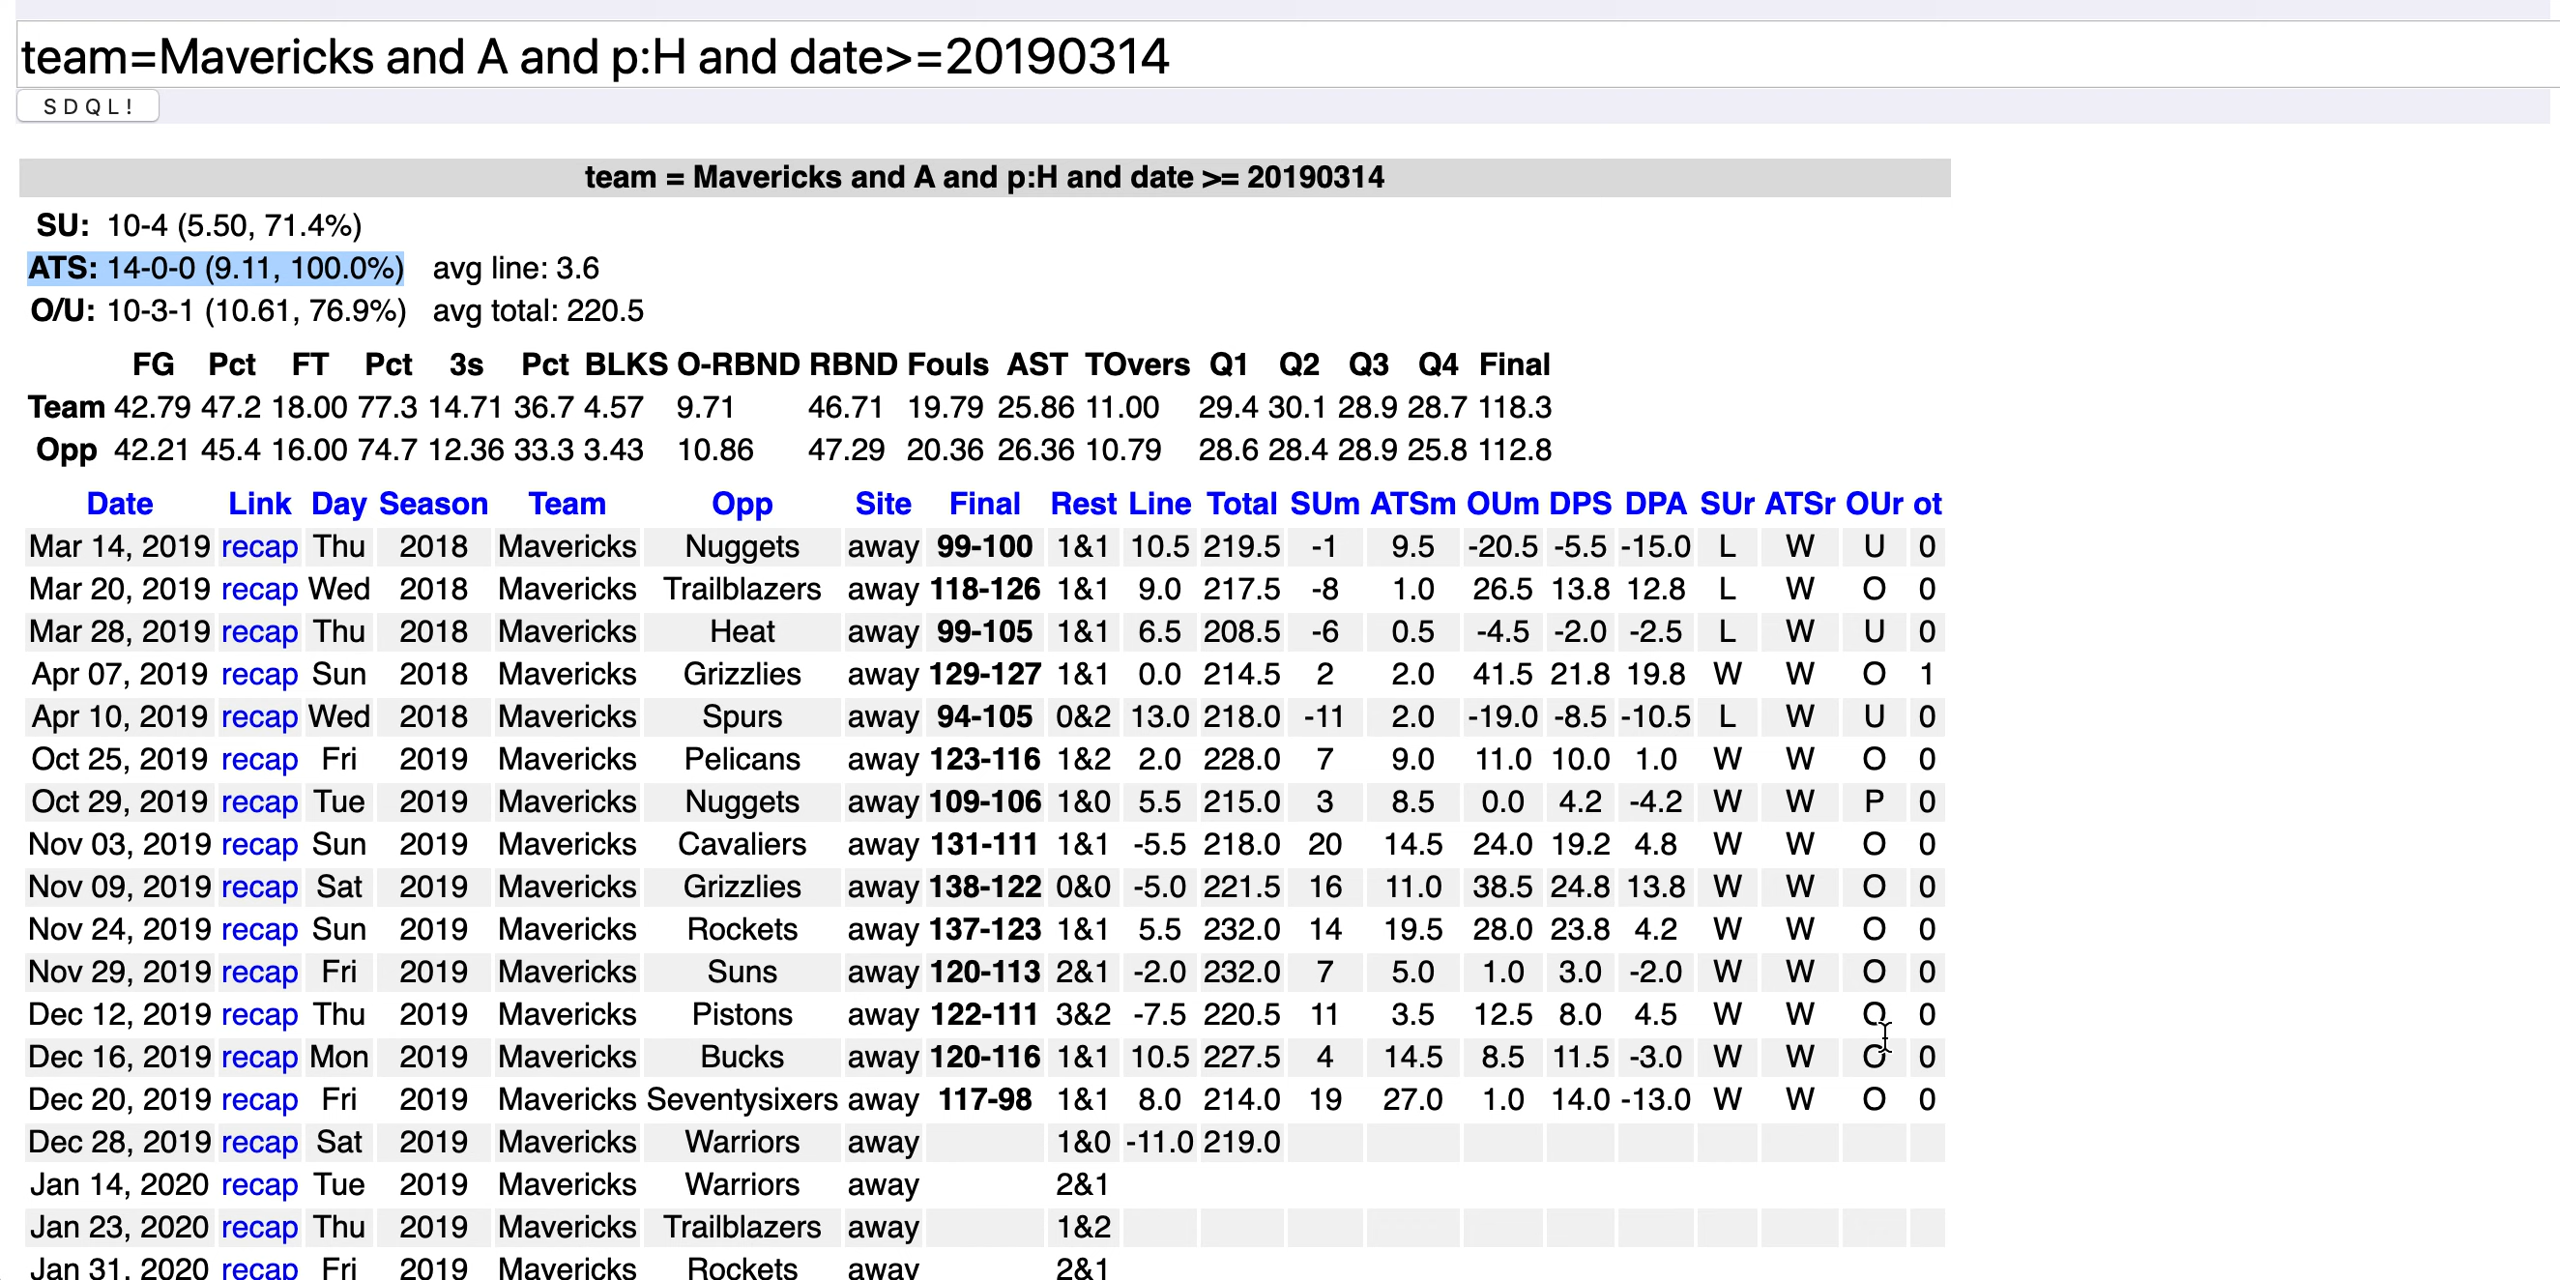 team=Mavericks and A and p:H and date>=20190314
S D Q L !
team = Mavericks and A and p:H and date >= 20190314
SU: 10-4 (5.50, 71.4%)
ATS: 14-0-0 (9.11, 100.0%) avg line: 3.6
O/U: 10-3-1 (10.61, 76.9%) avg total: 220.5
FG Pct FT Pct 3s Pct BLKS O-RBND RBND Fouls AST TOvers Q1 Q2 Q3 Q4 Final
Team 42.79 47.2 18.00 77.3 14.71 36.7 4.57 9.71 46.71 19.79 25.86 11.00 29.4 30.1 28.9 28.7 118.3
Opp 42.21 45.4 16.00 74.7 12.36 33.3 3.43 10.86 47.29 20.36 26.36 10.79 28.6 28.4 28.9 25.8 112.8
Date Link Day Season Team Opp Site Final Rest Line Total SUm ATSm OUm DPS DPA SUr ATSr OUr ot
Mar 14, 2019 recap Thu 2018 Mavericks Nuggets away 99-100 1&1 10.5 219.5 -1 9.5 -20.5 -5.5 -15.0 L W U 0
Mar 20, 2019 recap Wed 2018 Mavericks Trailblazers away 118-126 1&1 9.0 217.5 -8 1.0 26.5 13.8 12.8 L W O 0
Mar 28, 2019 recap Thu 2018 Mavericks Heat away 99-105 1&1 6.5 208.5 -6 0.5 -4.5 -2.0 -2.5 L W U 0
Apr 07, 2019 recap Sun 2018 Mavericks Grizzlies away 129-127 1&1 0.0 214.5 2 2.0 41.5 21.8 19.8 W W O 1
Apr 10, 2019 recap Wed 2018 Mavericks Spurs away 94-105 0&2 13.0 218.0 -11 2.0 -19.0 -8.5 -10.5 L W U 0
Oct 25, 2019 recap Fri 2019 Mavericks Pelicans away 123-116 1&2 2.0 228.0 7 9.0 11.0 10.0 1.0 W W O 0
Oct 29, 2019 recap Tue 2019 Mavericks Nuggets away 109-106 1&0 5.5 215.0 3 8.5 0.0 4.2 -4.2 W W P 0
Nov 03, 2019 recap Sun 2019 Mavericks Cavaliers away 131-111 1&1 -5.5 218.0 20 14.5 24.0 19.2 4.8 W W O 0
Nov 09, 2019 recap Sat 2019 Mavericks Grizzlies away 138-122 0&0 -5.0 221.5 16 11.0 38.5 24.8 13.8 W W O 0
Nov 24, 2019 recap Sun 2019 Mavericks Rockets away 137-123 1&1 5.5 232.0 14 19.5 28.0 23.8 4.2 W W O 0
Nov 29, 2019 recap Fri 2019 Mavericks Suns away 120-113 2&1 -2.0 232.0 7 5.0 1.0 3.0 -2.0 W W O 0
Dec 12, 2019 recap Thu 2019 Mavericks Pistons away 122-111 3&2 -7.5 220.5 11 3.5 12.5 8.0 4.5 W W O 0
Dec 16, 2019 recap Mon 2019 Mavericks Bucks away 120-116 1&1 10.5 227.5 4 14.5 8.5 11.5 -3.0 W W O 0
Dec 20, 2019 recap Fri 2019 Mavericks Seventysixers away 117-98 1&1 8.0 214.0 19 27.0 1.0 14.0 -13.0 W W O 0
Dec 28, 2019 recap Sat 2019 Mavericks Warriors away 1&0 -11.0 219.0
Jan 14, 2020 recap Tue 2019 Mavericks Warriors away 2&1
Jan 23, 2020 recap Thu 2019 Mavericks Trailblazers away 1&2
Jan 31, 2020 recap Fri 2019 Mavericks Rockets away 2&1